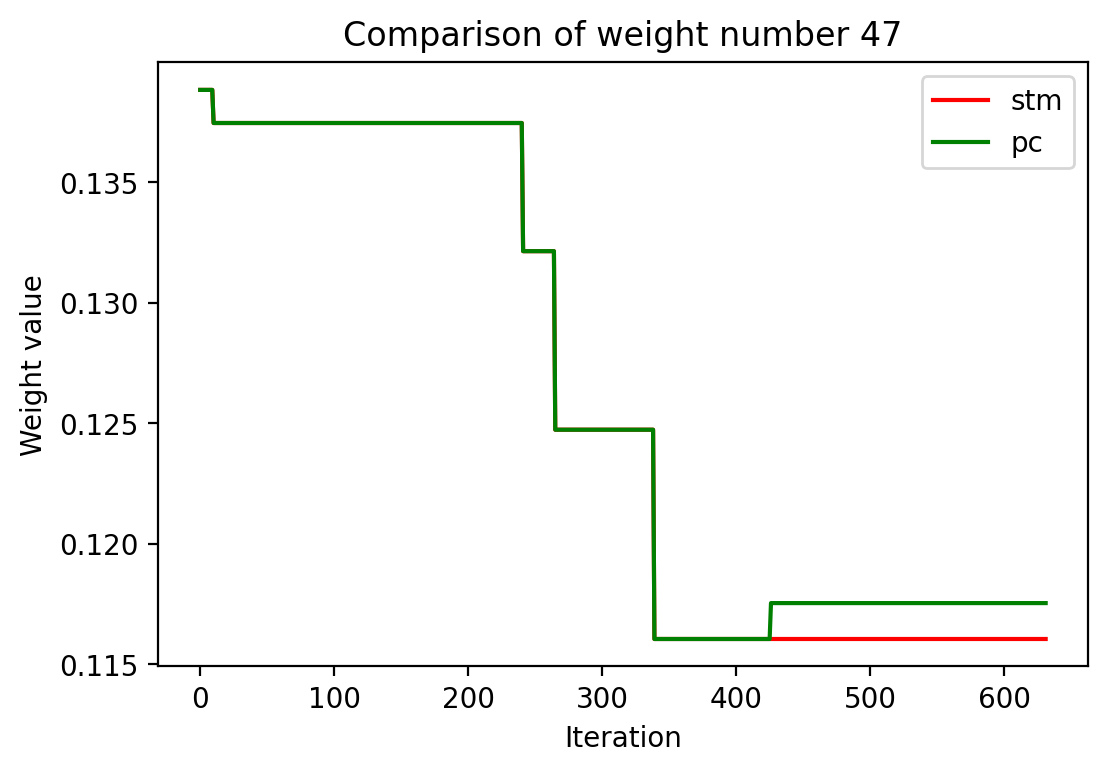 Comparison of weight number 47
stm
pc
Weight value
0.135
0.130
0.125
0.120
0.115
0 100 200 300 400 500 600
Iteration